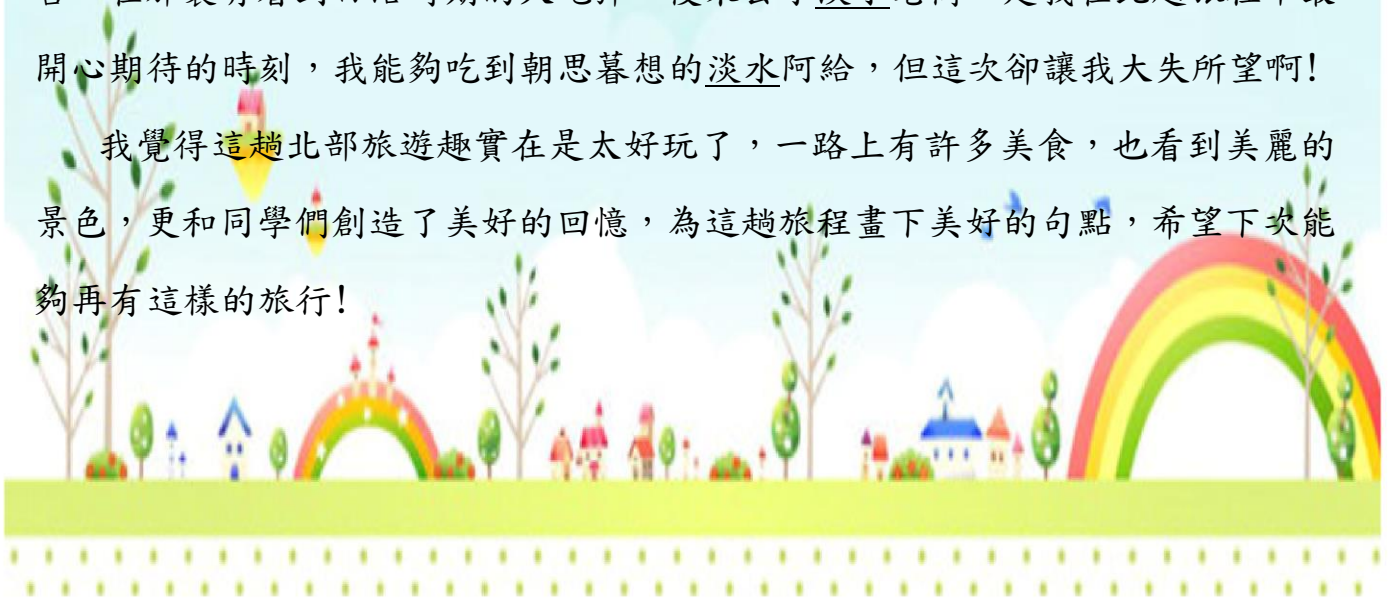 開心期待的時刻，我能夠吃到朝思暮想的淡水阿給，但這次卻讓我大失所望啊!
我覺得這趟北部旅遊趣實在是太好玩了，一路上有許多美食，也看到美麗的
景色，更和同學們創造了美好的回憶，為這趟旅程畫下美好的句點，希望下次能
夠再有這樣的旅行!